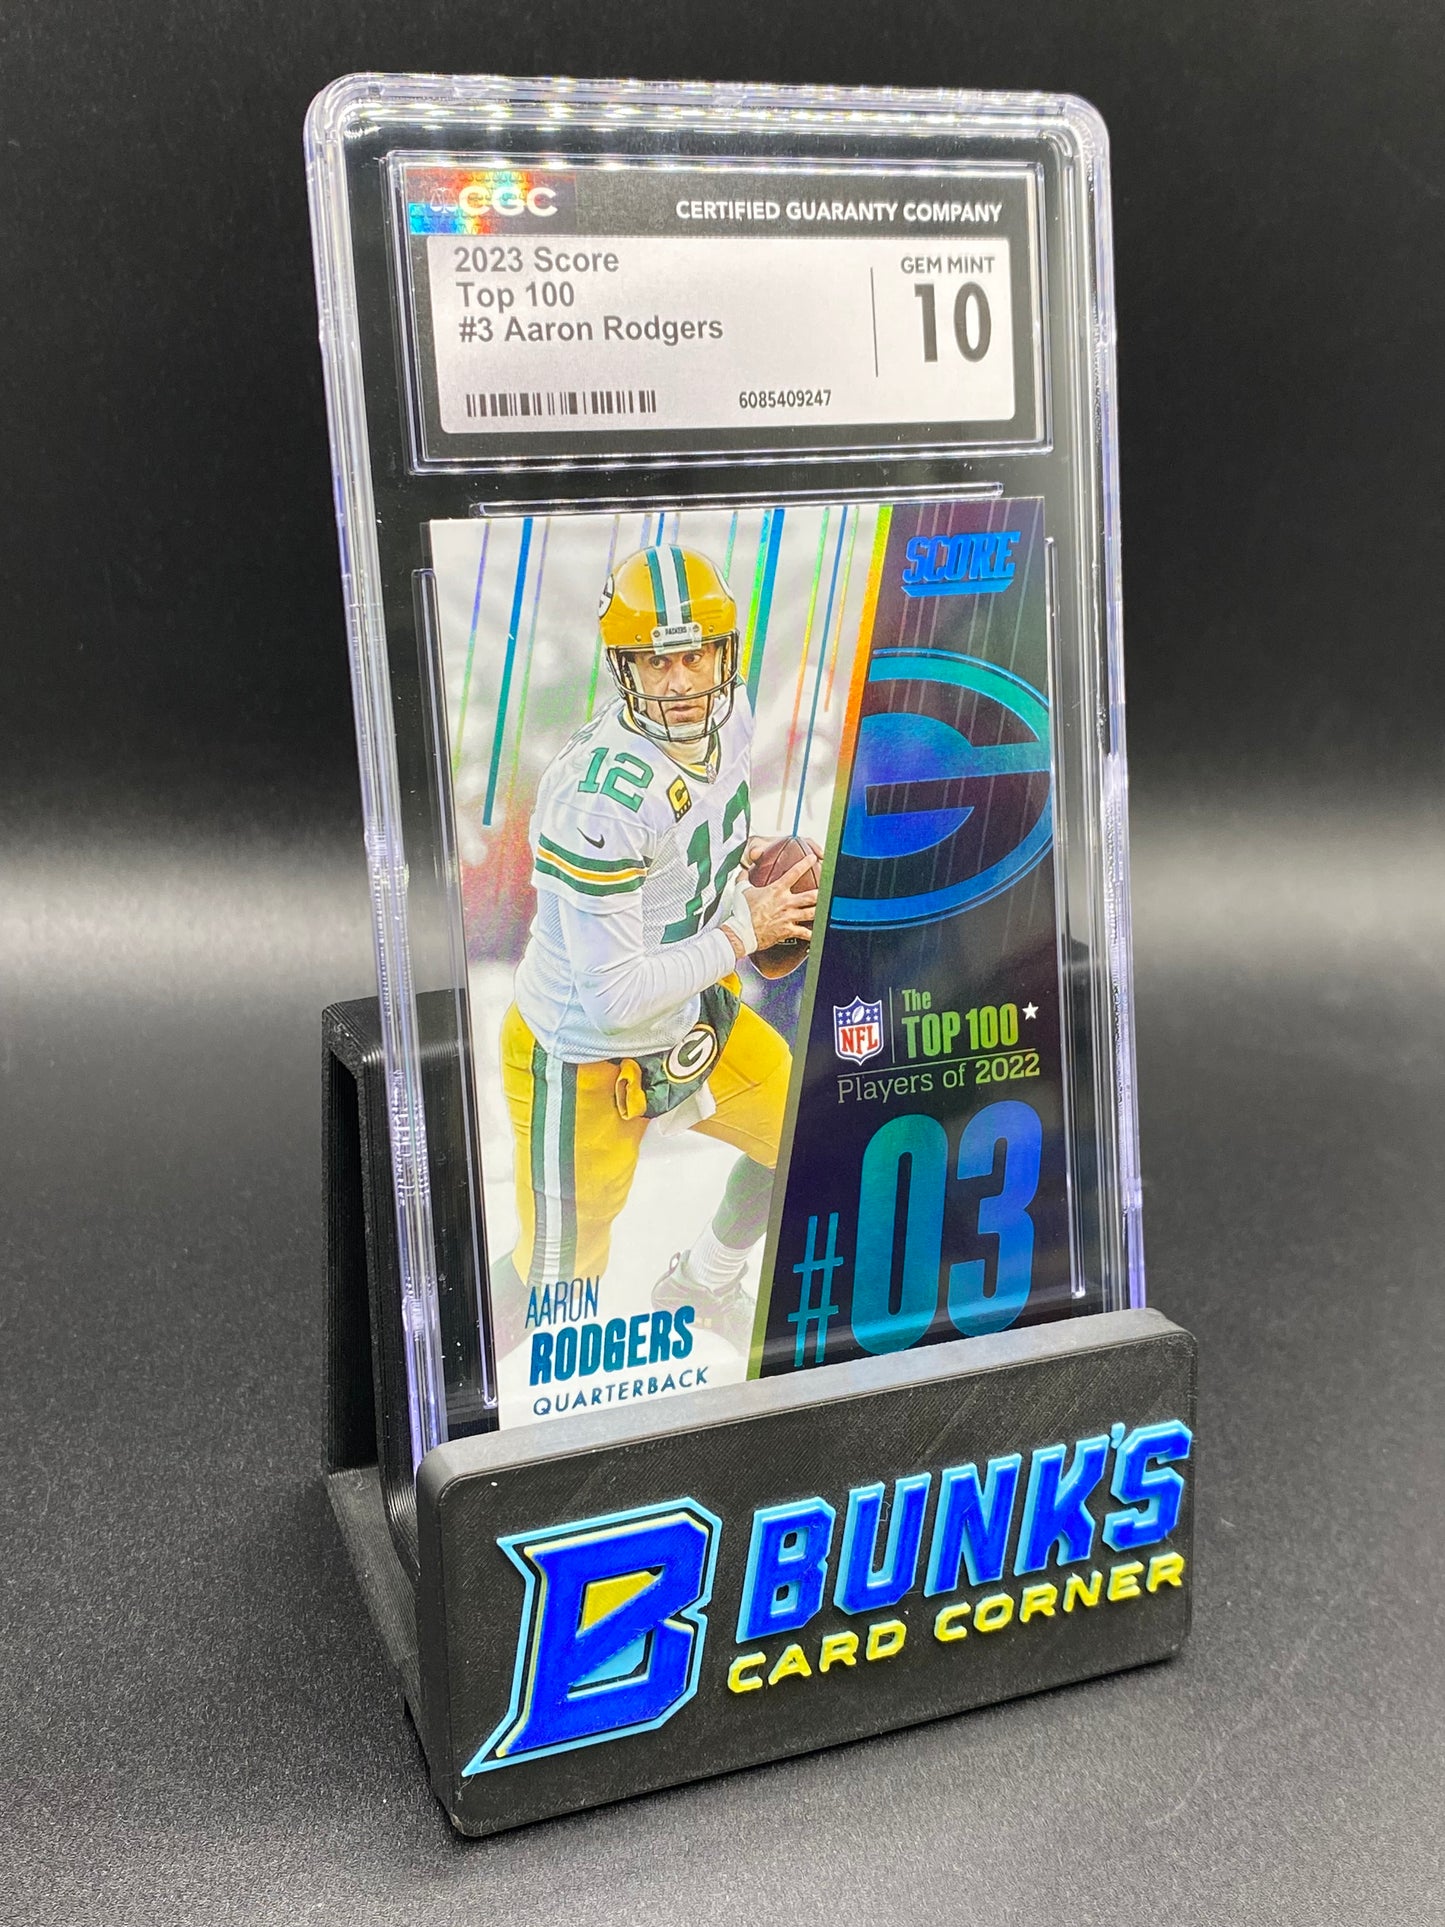 CGC
CERTIFIED GUARANTY COMPANY
2023 Score
Top 100
#3 Aaron Rodgers
GEM MINT
10
6085409247
SCORE
PACKERS
12
12
C
G
NFL
The
TOP 100
Players of 2022
#03
AARON
RODGERS
QUARTERBACK
B BUNK'S
CARD CORNER